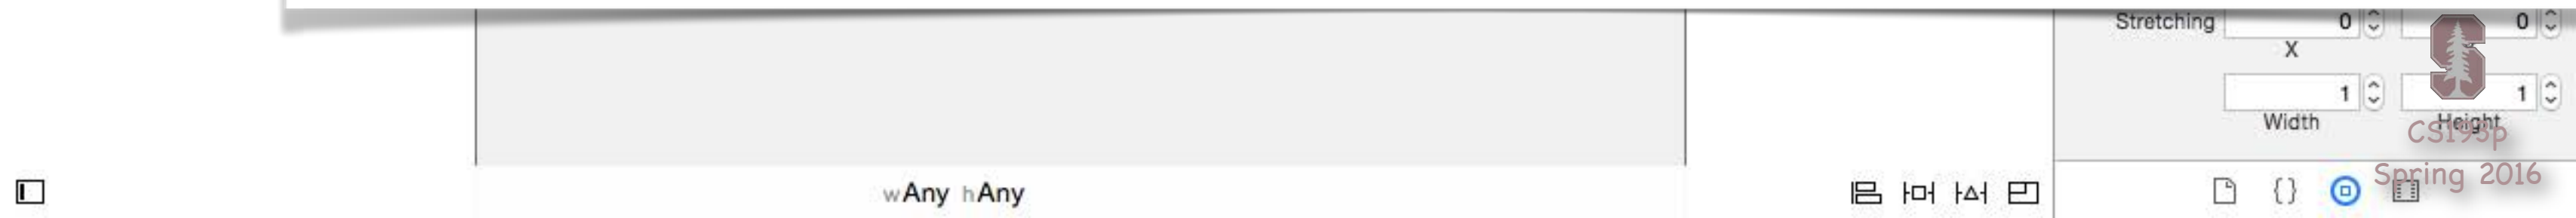 Stretching 0 0
X
1 1
Width Height
CS193p
Spring 2016
wAny hAny